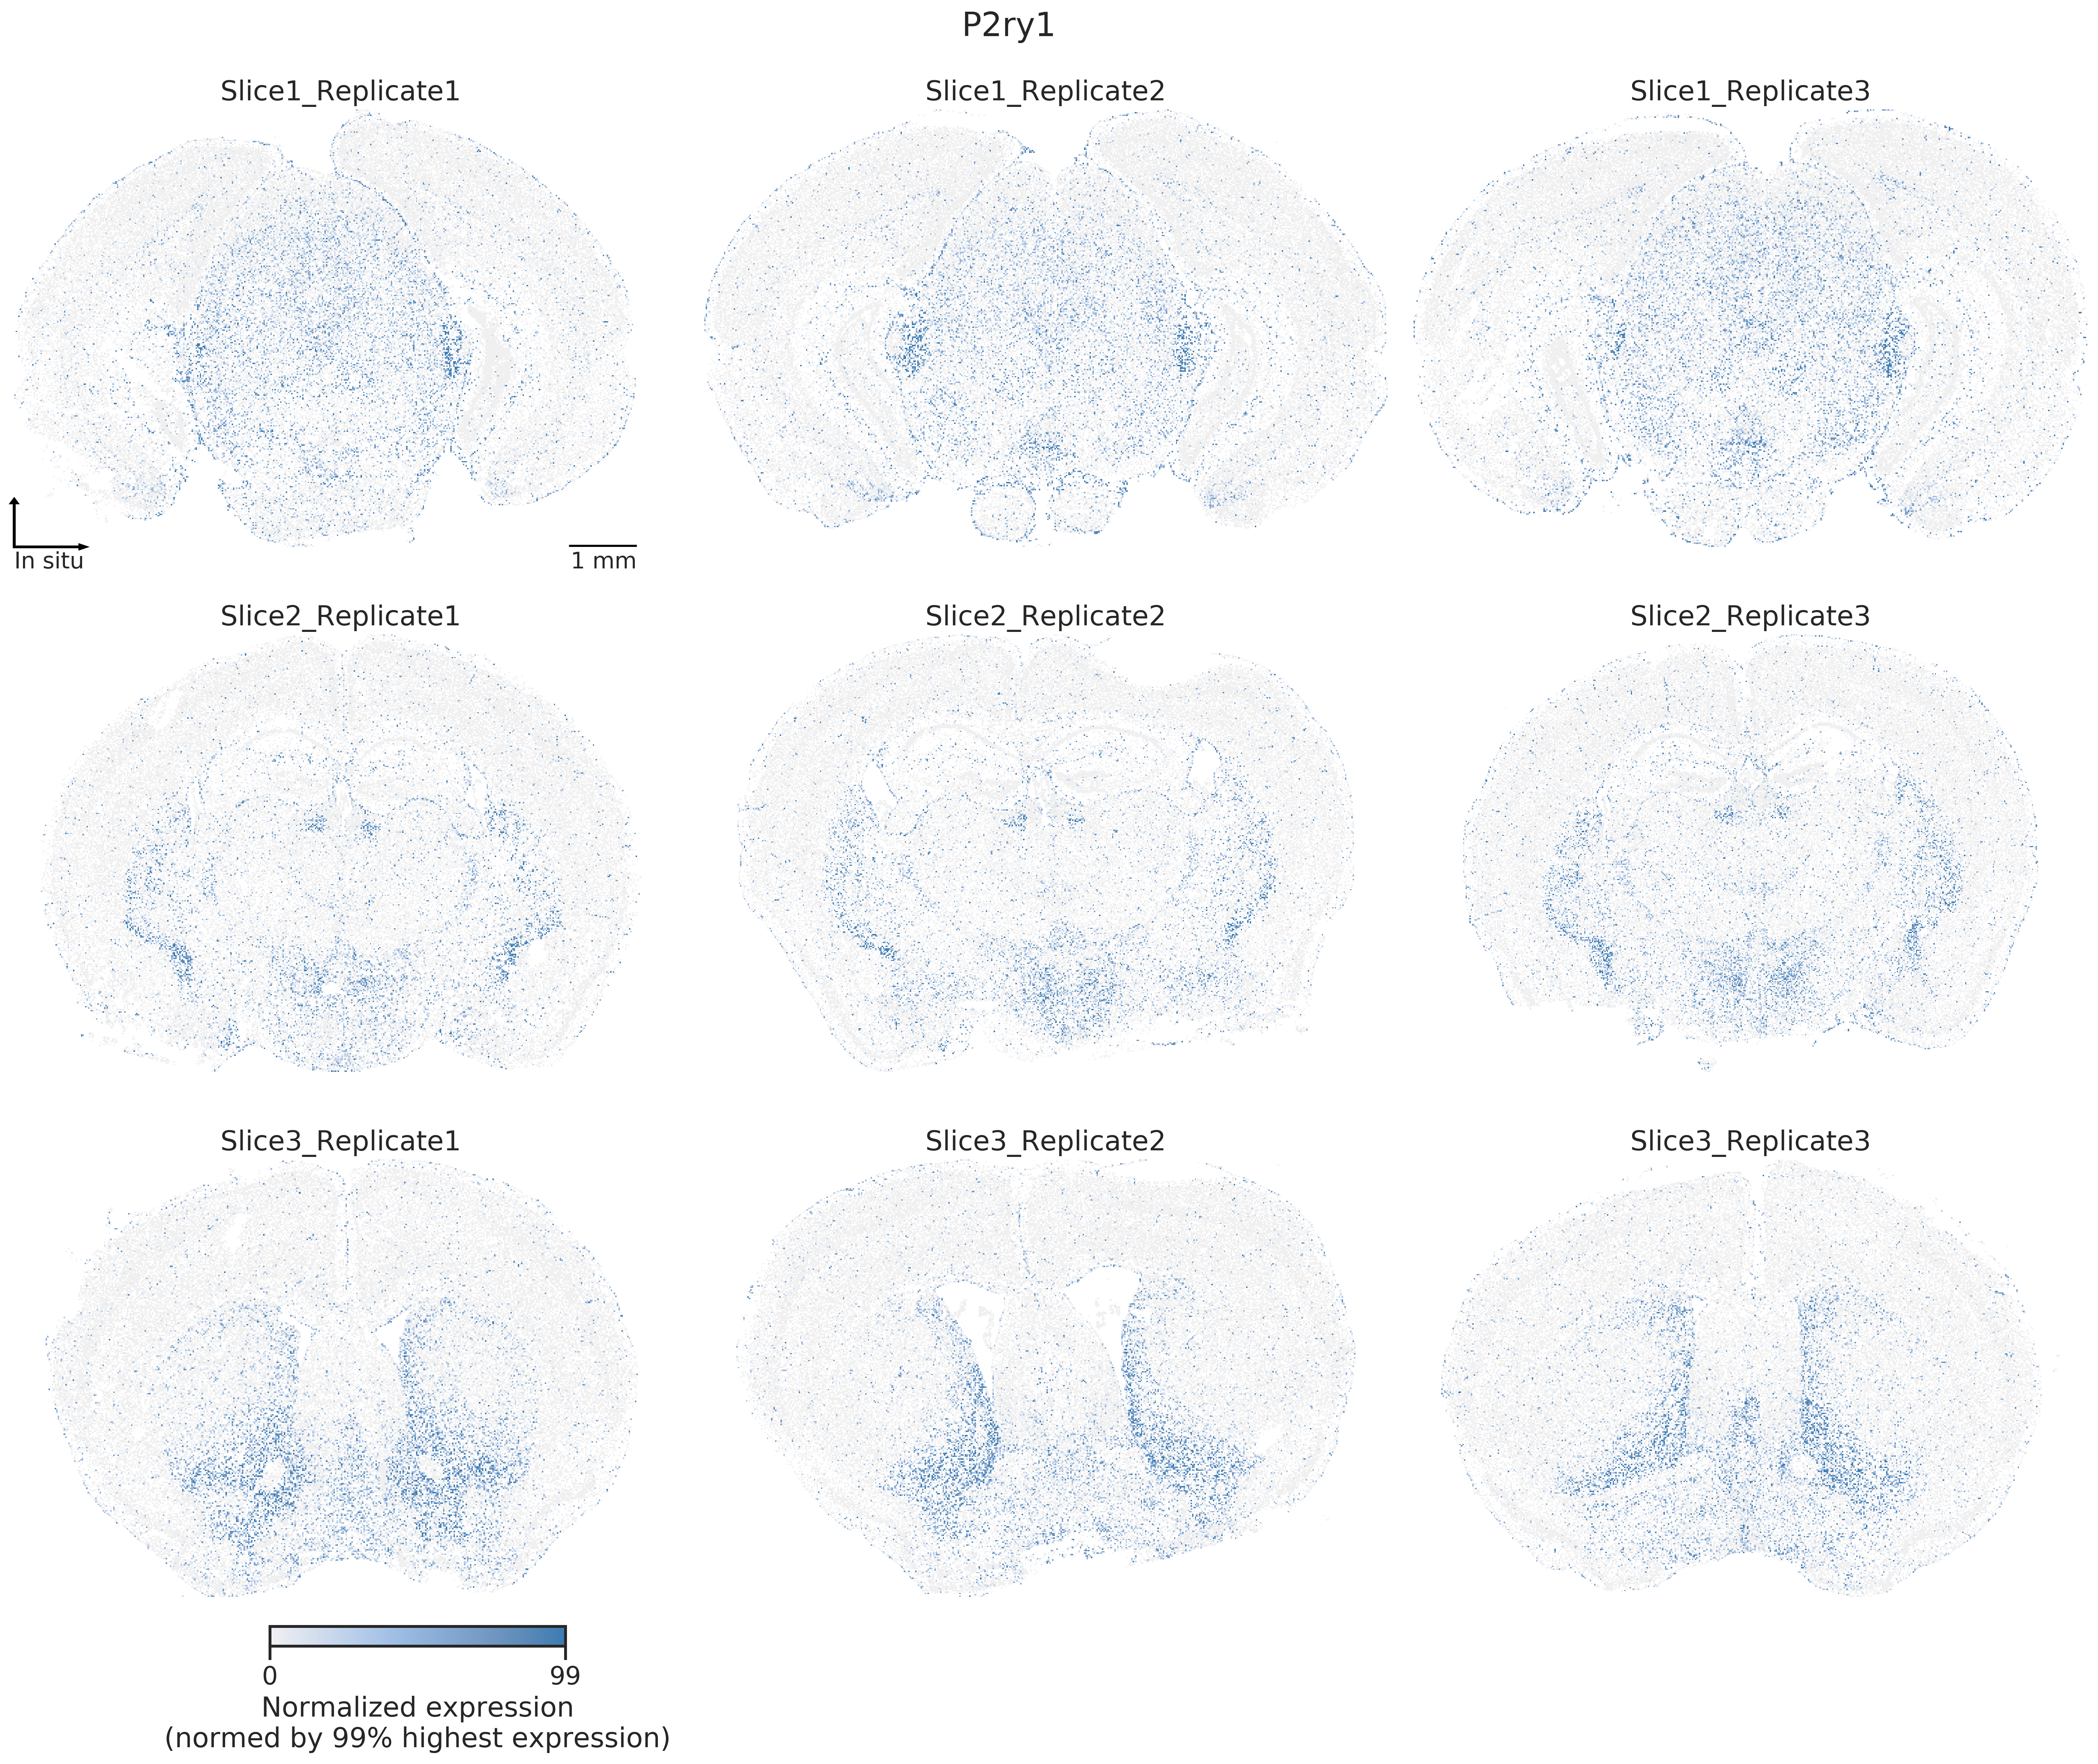 P2ry1
Slice1_Replicate1
Slice1_Replicate2
Slice1_Replicate3
In situ
1 mm
Slice2_Replicate1
Slice2_Replicate2
Slice2_Replicate3
Slice3_Replicate1
Slice3_Replicate2
Slice3_Replicate3
0
99
Normalized expression
(normed by 99% highest expression)